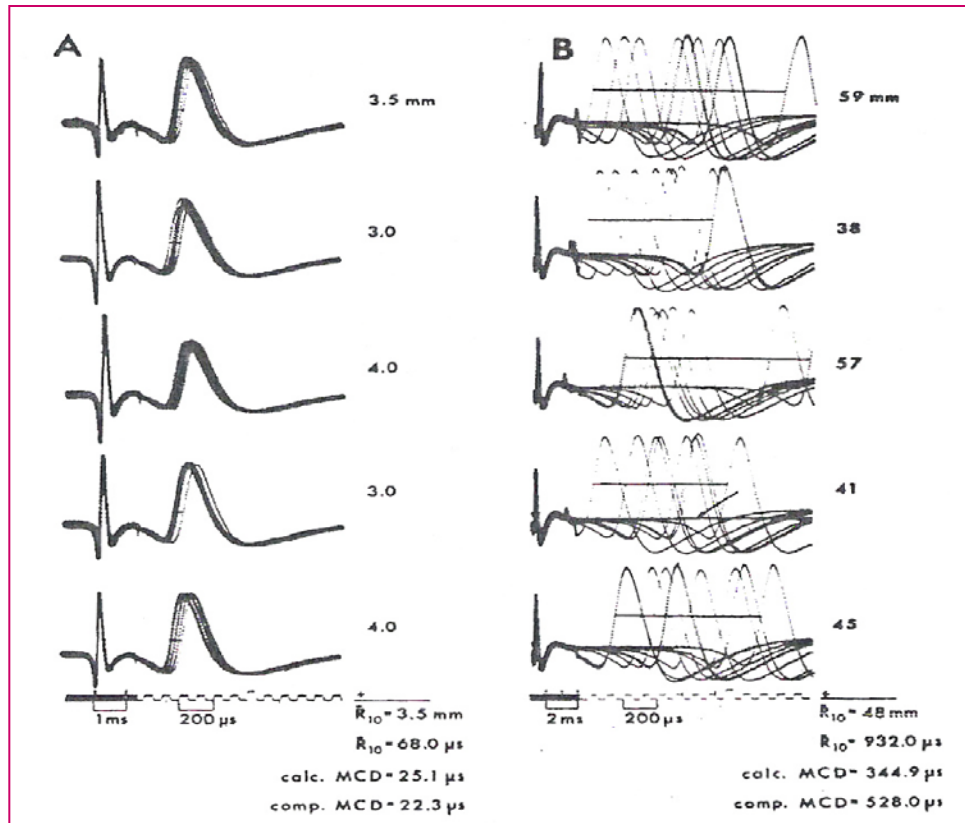 A
3.5 mm
3.0
4.0
3.0
4.0
1ms
200 µs
R̄10= 3.5 mm
R̄10= 68.0 µs
calc. MCD= 25.1 µs
comp. MCD= 22.3 µs
B
59 mm
38
57
41
45
2 ms
200 µs
R̄10= 48 mm
R̄10= 932.0 µs
calc. MCD= 344.9 µs
comp. MCD= 528.0 µs